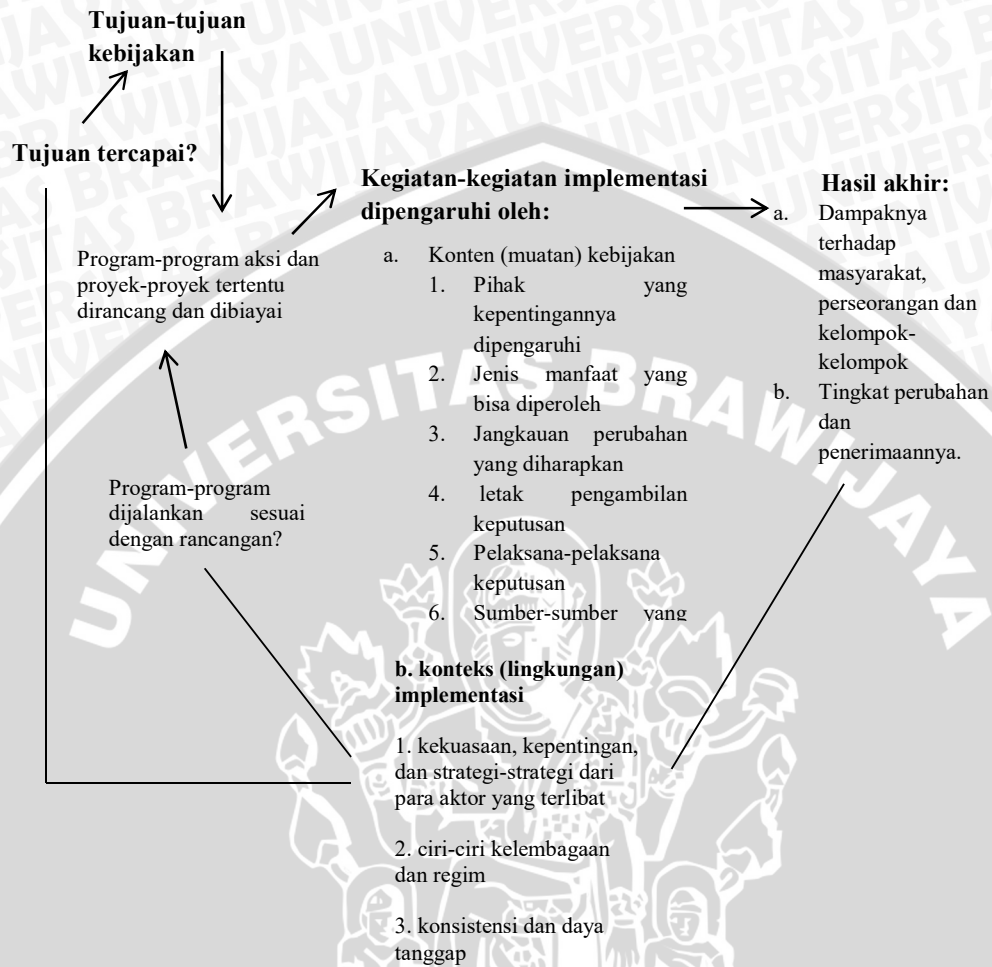 Tujuan-tujuan
kebijakan
Tujuan tercapai?
Program-program aksi dan
proyek-proyek tertentu
dirancang dan dibiayai
Program-program
dijalankan sesuai
dengan rancangan?
Kegiatan-kegiatan implementasi
dipengaruhi oleh:
a. Konten (muatan) kebijakan
1. Pihak yang
kepentingannya
dipengaruhi
2. Jenis manfaat yang
bisa diperoleh
3. Jangkauan perubahan
yang diharapkan
4. letak pengambilan
keputusan
5. Pelaksana-pelaksana
keputusan
6. Sumber-sumber yang
b. konteks (lingkungan)
implementasi
1. kekuasaan, kepentingan,
dan strategi-strategi dari
para aktor yang terlibat
2. ciri-ciri kelembagaan
dan regim
3. konsistensi dan daya
tanggap
Hasil akhir:
a. Dampaknya
terhadap
masyarakat,
perseorangan dan
kelompok-
kelompok
b. Tingkat perubahan
dan
penerimaannya.
UNIVERSITAS BRAWIJAYA